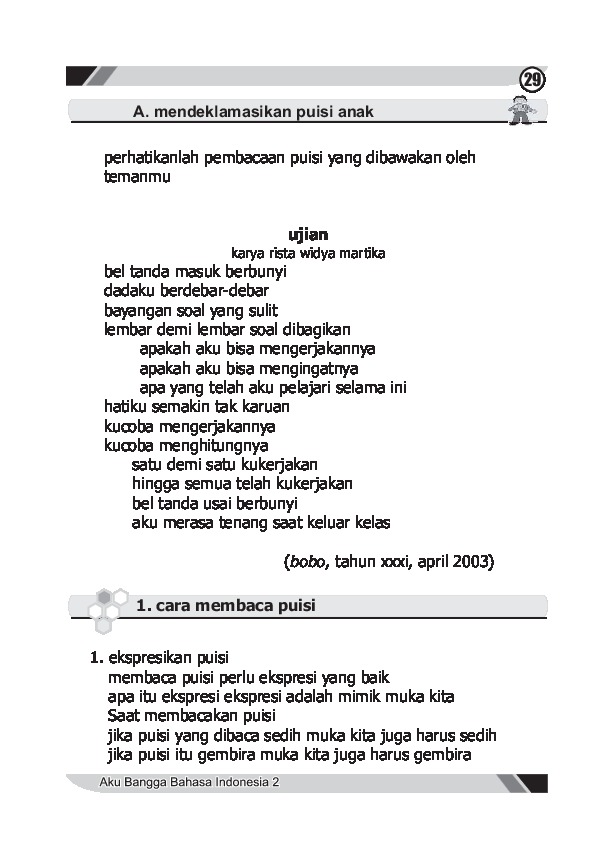 29
A. mendeklamasikan puisi anak
perhatikanlah pembacaan puisi yang dibawakan oleh
temanmu
ujian
karya rista widya martika
bel tanda masuk berbunyi
dadaku berdebar-debar
bayangan soal yang sulit
lembar demi lembar soal dibagikan
apakah aku bisa mengerjakannya
apakah aku bisa mengingatnya
apa yang telah aku pelajari selama ini
hatiku semakin tak karuan
kucoba mengerjakannya
kucoba menghitungnya
satu demi satu kukerjakan
hingga semua telah kukerjakan
bel tanda usai berbunyi
aku merasa tenang saat keluar kelas
(bobo, tahun xxxi, april 2003)
1. cara membaca puisi
1. ekspresikan puisi
membaca puisi perlu ekspresi yang baik
apa itu ekspresi ekspresi adalah mimik muka kita
Saat membacakan puisi
jika puisi yang dibaca sedih muka kita juga harus sedih
jika puisi itu gembira muka kita juga harus gembira
Aku Bangga Bahasa Indonesia 2